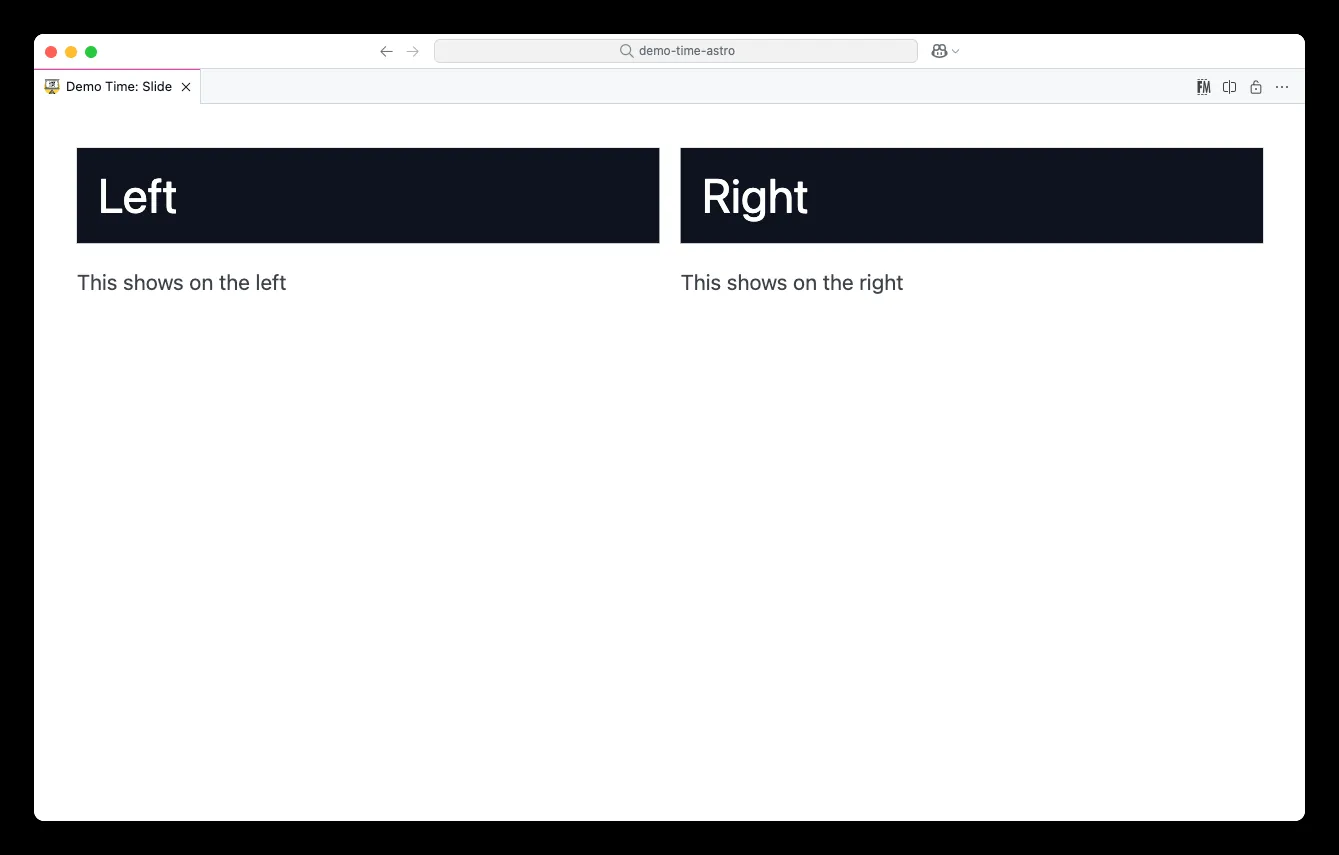 demo-time-astro
Demo Time: Slide
FM
Left
This shows on the left
Right
This shows on the right